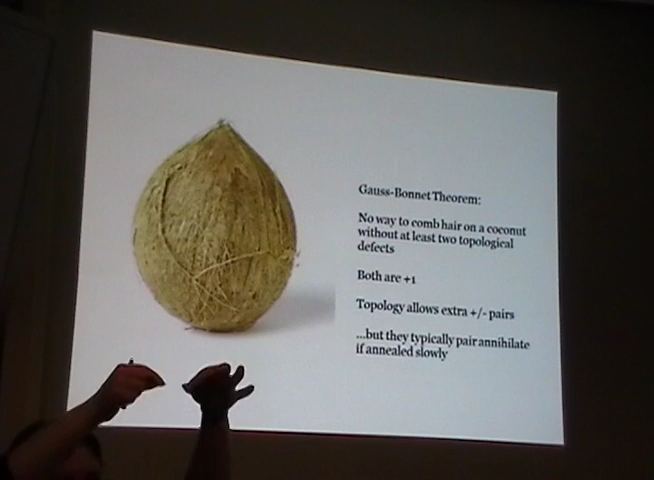 Gauss-Bonnet Theorem:
No way to comb hair on a coconut
without at least two topological
defects
Both are +1
Topology allows extra +/- pairs
...but they typically pair annihilate
if annealed slowly